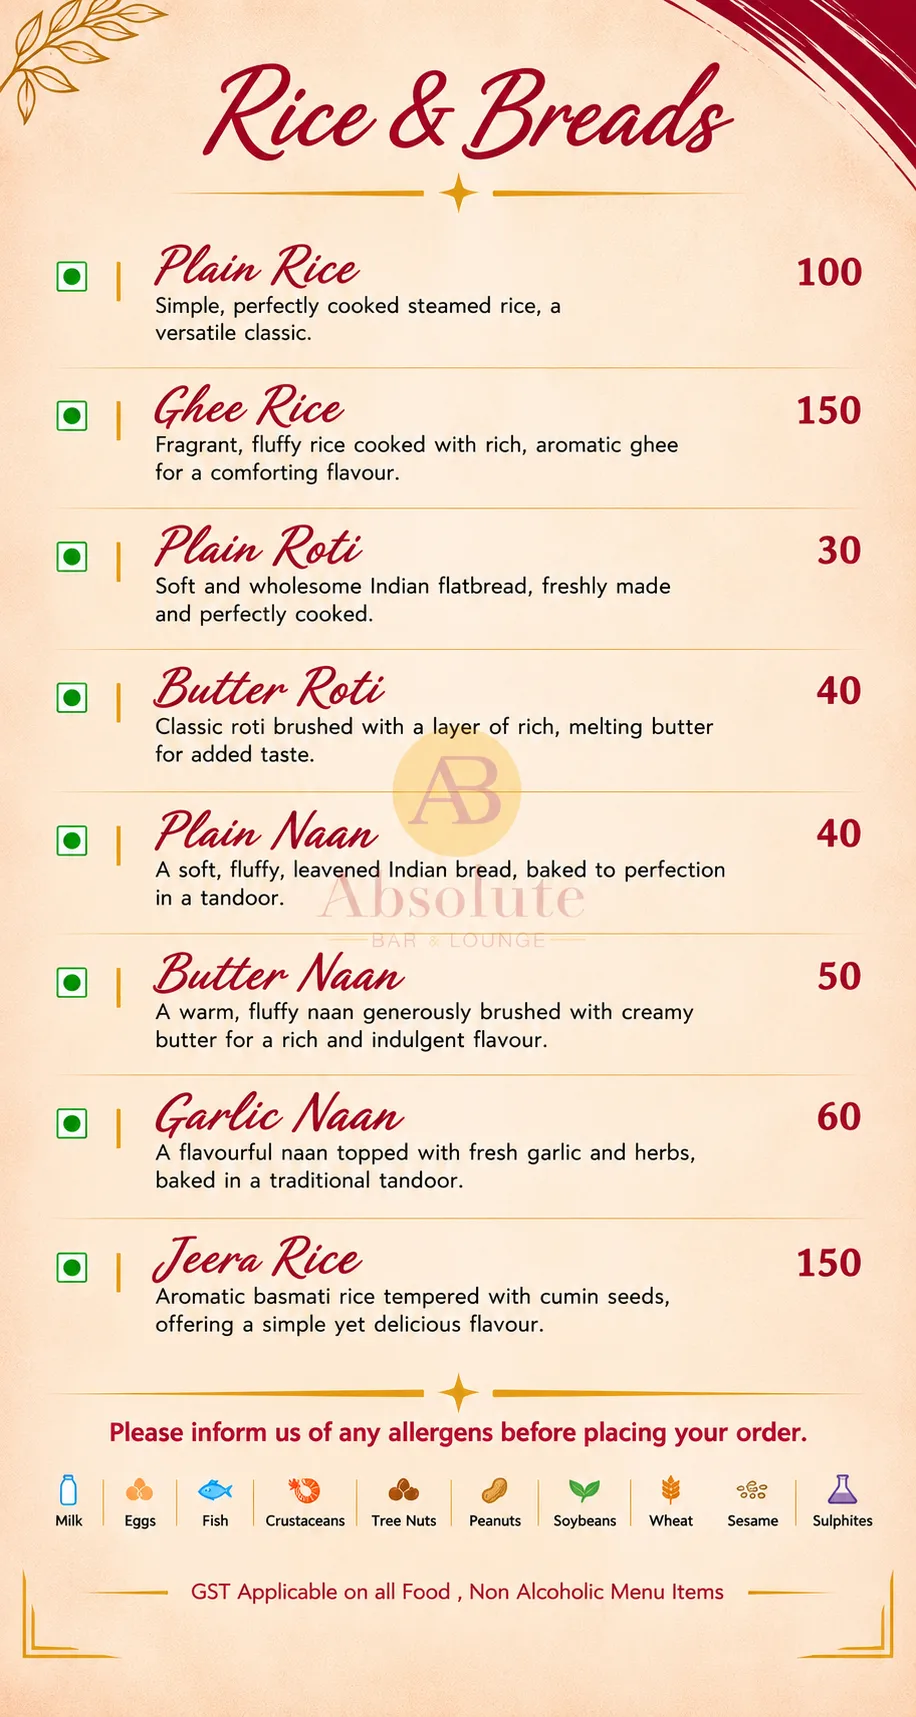 Rice & Breads
Plain Rice
100
Simple, perfectly cooked steamed rice, a
versatile classic.
Ghee Rice
150
Fragrant, fluffy rice cooked with rich, aromatic ghee
for a comforting flavour.
Plain Roti
30
Soft and wholesome Indian flatbread, freshly made
and perfectly cooked.
Butter Roti
40
Classic roti brushed with a layer of rich, melting butter
for added taste.
AB
Plain Naan
40
A soft, fluffy, leavened Indian bread, baked to perfection
in a tandoor.
Absolute
BAR & LOUNGE
Butter Naan
50
A warm, fluffy naan generously brushed with creamy
butter for a rich and indulgent flavour.
Garlic Naan
60
A flavourful naan topped with fresh garlic and herbs,
baked in a traditional tandoor.
Jeera Rice
150
Aromatic basmati rice tempered with cumin seeds,
offering a simple yet delicious flavour.
Please inform us of any allergens before placing your order.
Milk Eggs Fish Crustaceans Tree Nuts Peanuts Soybeans Wheat Sesame Sulphites
GST Applicable on all Food , Non Alcoholic Menu Items